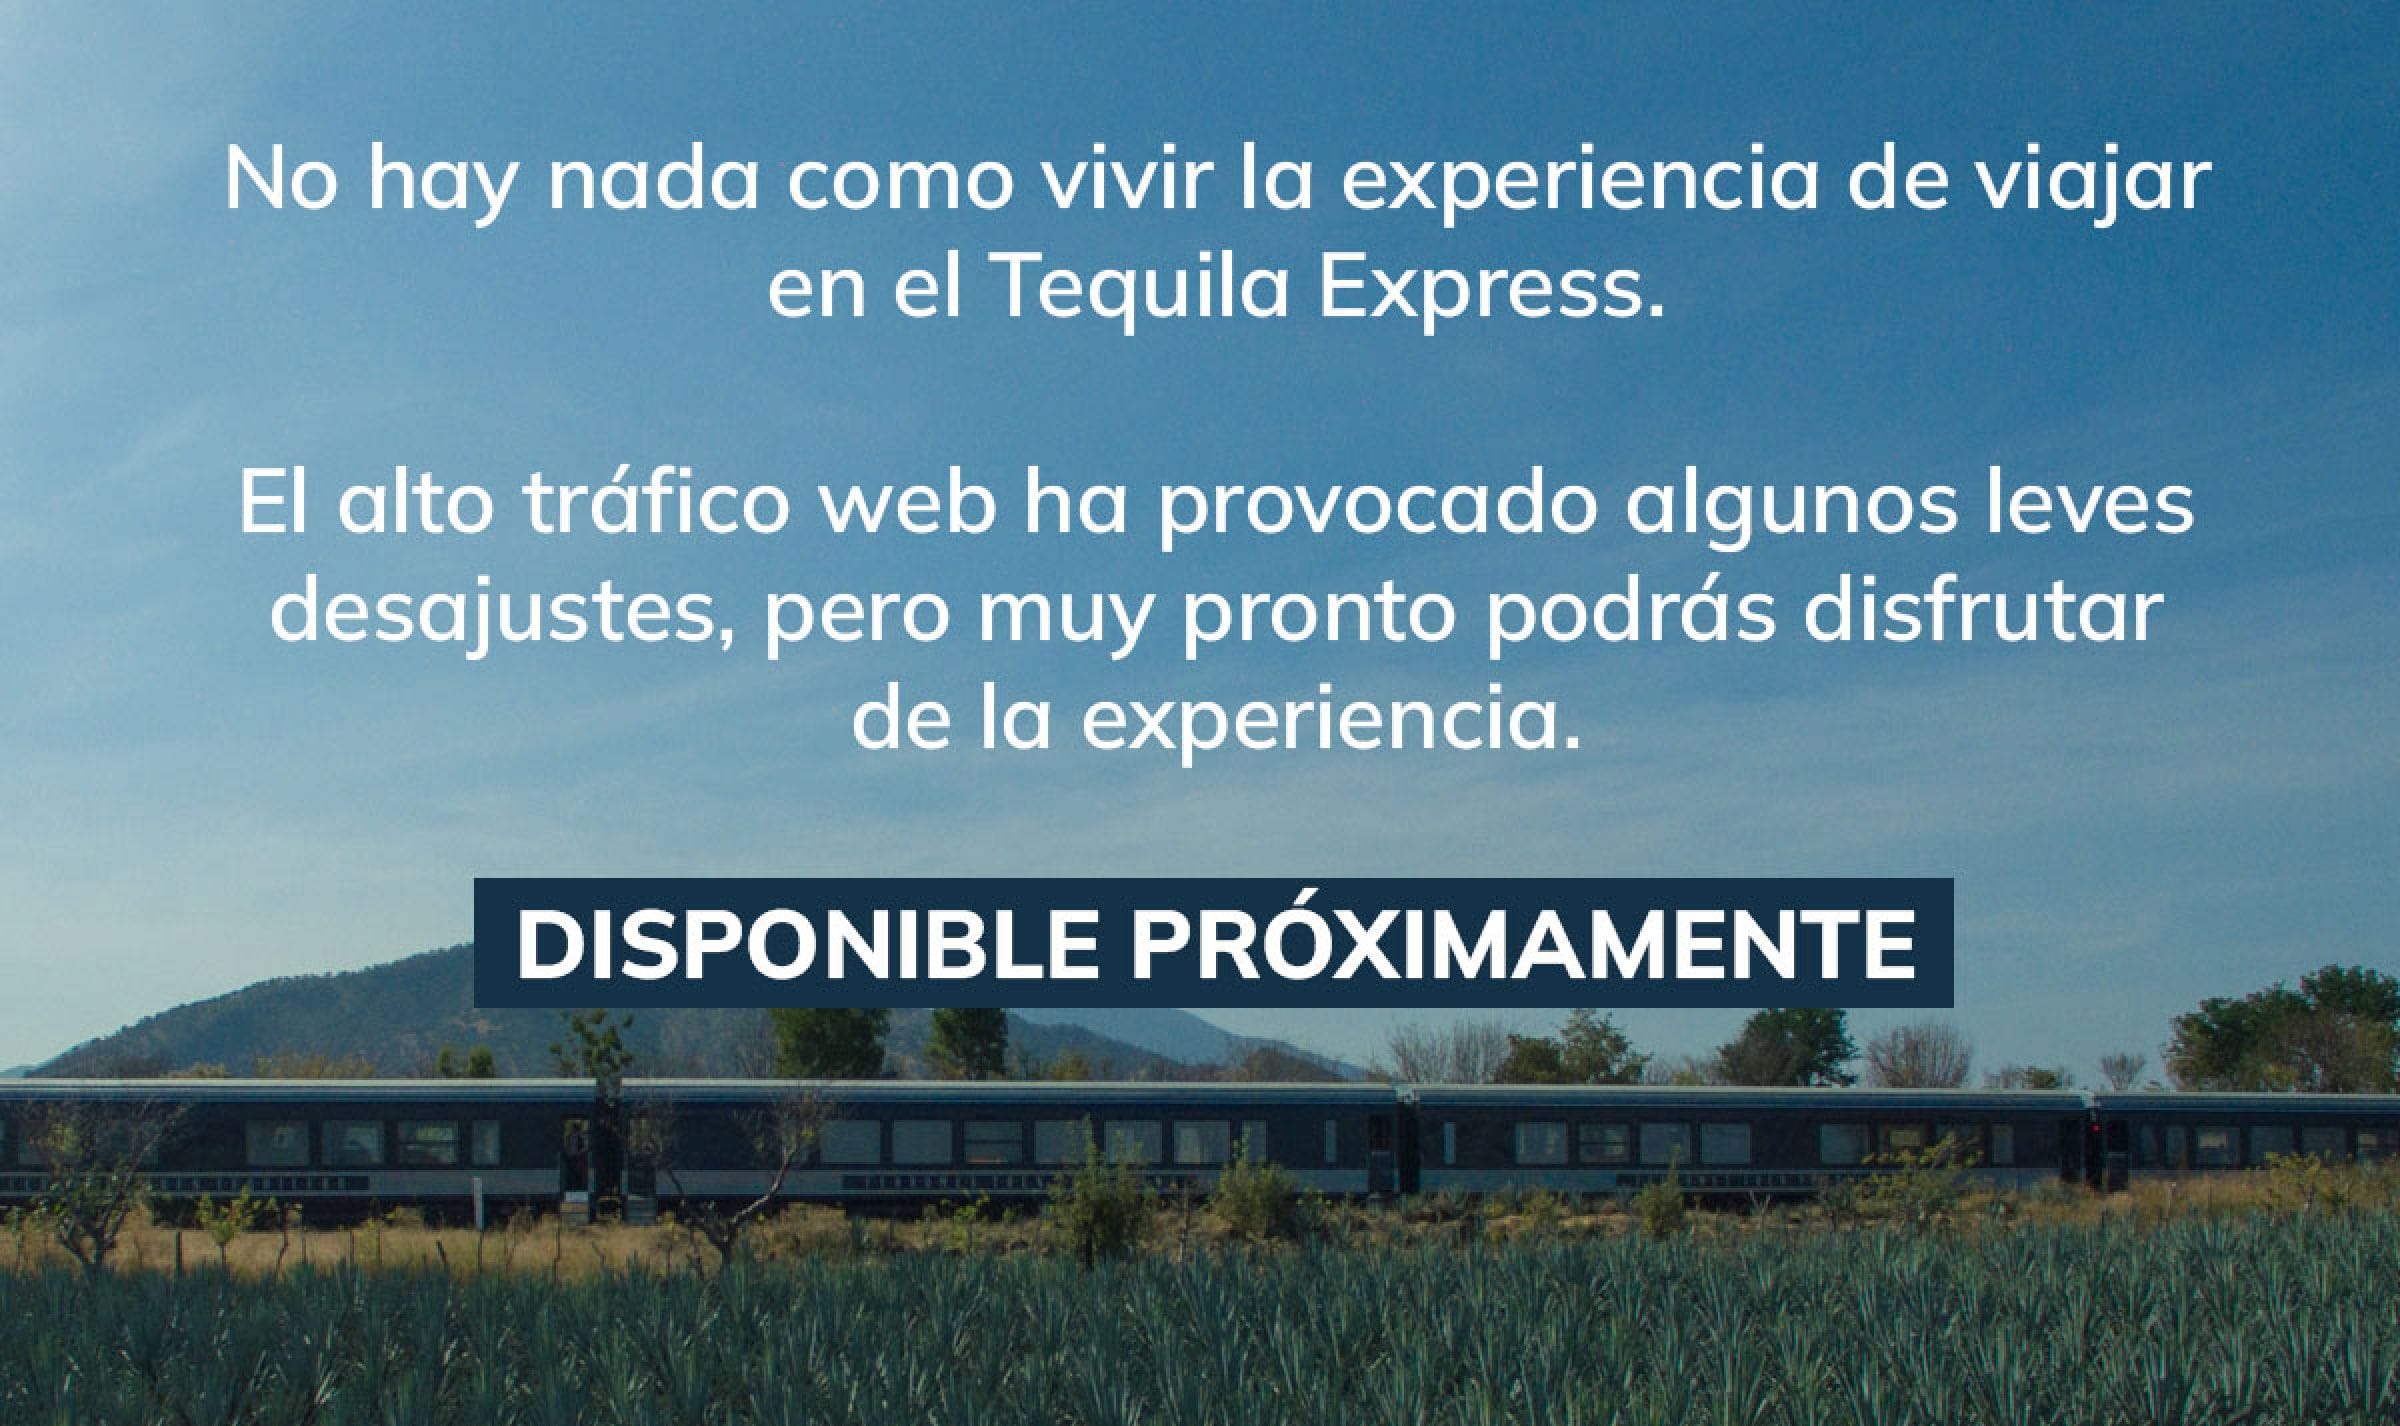 No hay nada como vivir la experiencia de viajar
en el Tequila Express.
El alto tráfico web ha provocado algunos leves
desajustes, pero muy pronto podrás disfrutar
de la experiencia.
DISPONIBLE PRÓXIMAMENTE